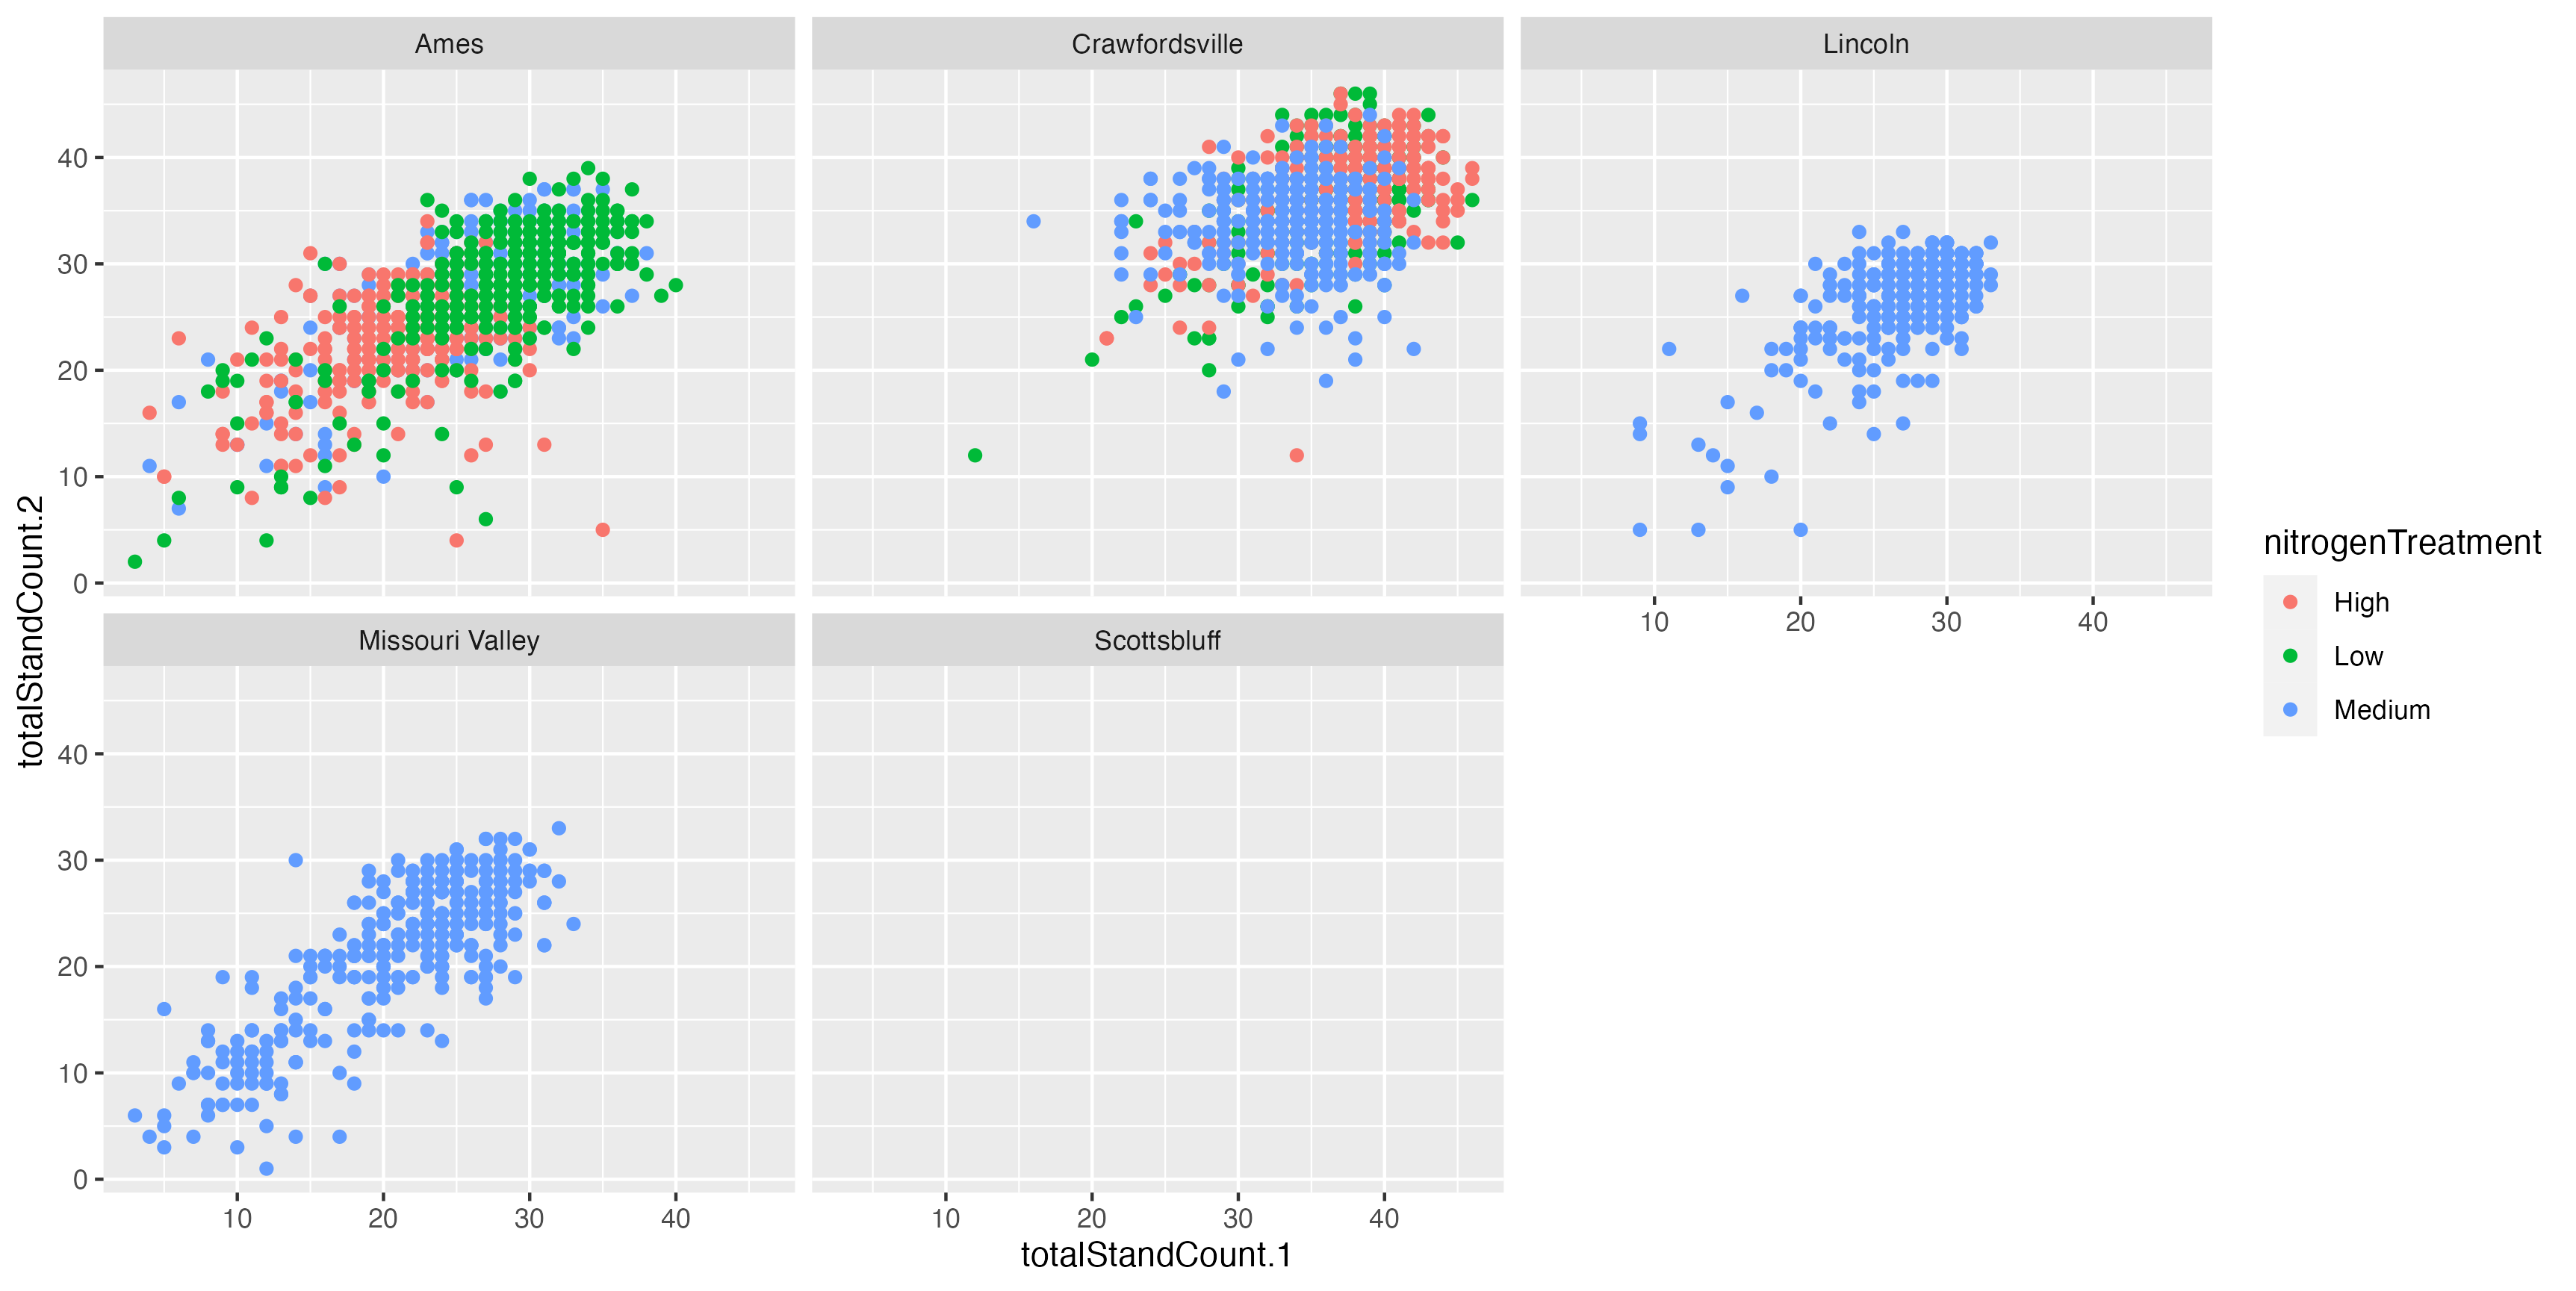 Ames
Crawfordsville
Lincoln
40
30
20
10
0
10
20
30
40
totalStandCount.2
nitrogenTreatment
High
Low
Medium
Missouri Valley
Scottsbluff
40
30
20
10
0
10
20
30
40
10
20
30
40
totalStandCount.1